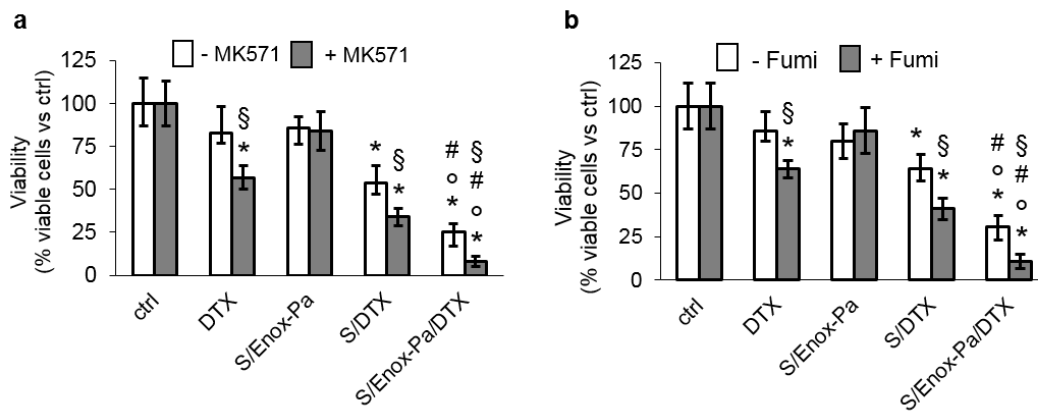 a
- MK571 + MK571
Viability
(% viable cells vs ctrl)
125
100
75
50
25
0
§
*
*
§
*
#
°
*
§
#
°
*
ctrl
DTX
S/Enox-Pa
S/DTX
S/Enox-Pa/DTX
b
- Fumi + Fumi
Viability
(% viable cells vs ctrl)
125
100
75
50
25
0
§
*
*
§
*
#
°
*
§
#
°
*
ctrl
DTX
S/Enox-Pa
S/DTX
S/Enox-Pa/DTX